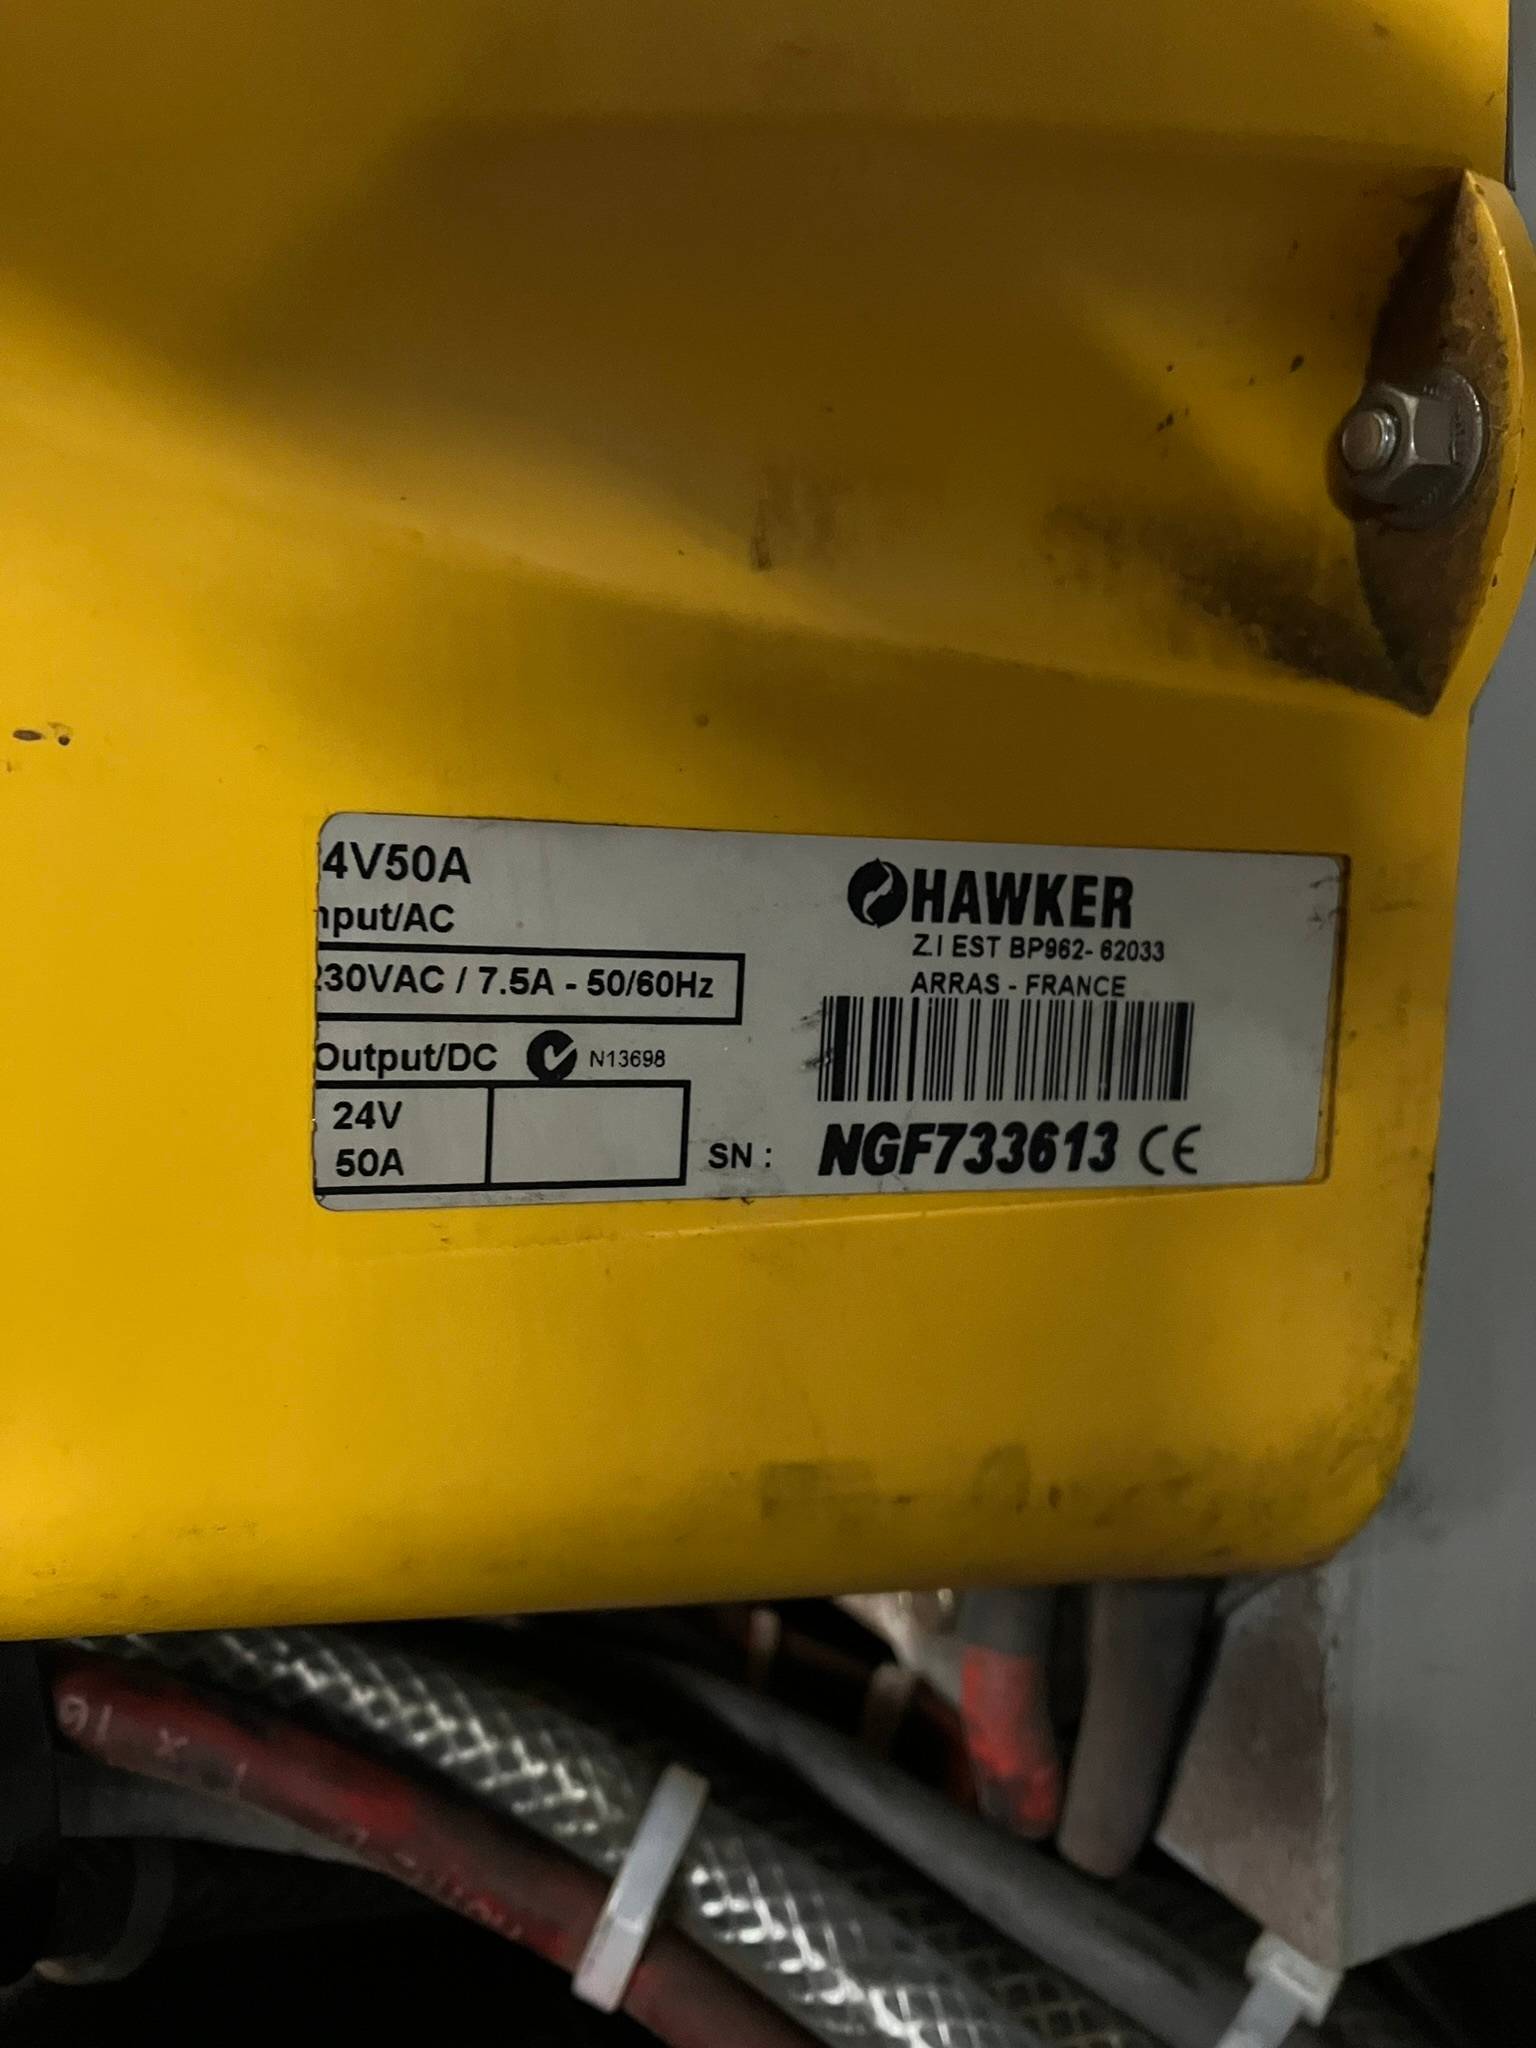 4V50A
nput/AC
230VAC / 7.5A - 50/60Hz
Output/DC N13698
24V
50A
HAWKER
Z.I EST BP962- 62033
ARRAS - FRANCE
SN : NGF733613 CE